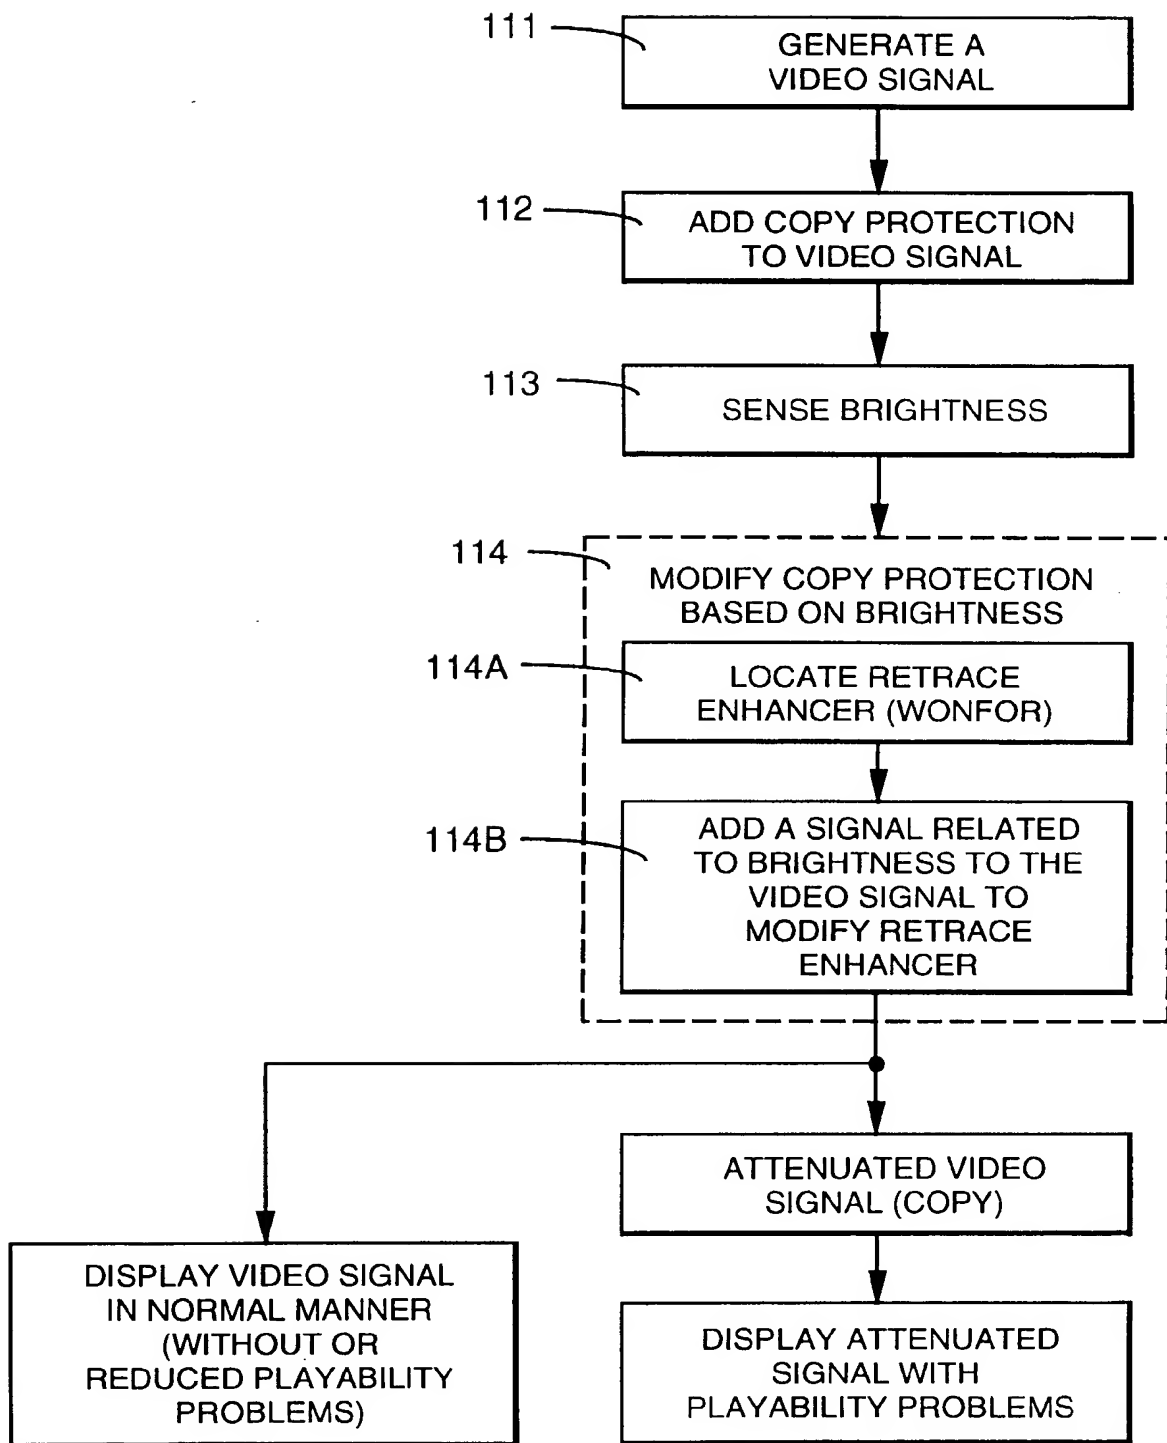 111
GENERATE A
VIDEO SIGNAL
112
ADD COPY PROTECTION
TO VIDEO SIGNAL
113
SENSE BRIGHTNESS
114
MODIFY COPY PROTECTION
BASED ON BRIGHTNESS
114A
LOCATE RETRACE
ENHANCER (WONFOR)
114B
ADD A SIGNAL RELATED
TO BRIGHTNESS TO THE
VIDEO SIGNAL TO
MODIFY RETRACE
ENHANCER
ATTENUATED VIDEO
SIGNAL (COPY)
DISPLAY VIDEO SIGNAL
IN NORMAL MANNER
(WITHOUT OR
REDUCED PLAYABILITY
PROBLEMS)
DISPLAY ATTENUATED
SIGNAL WITH
PLAYABILITY PROBLEMS